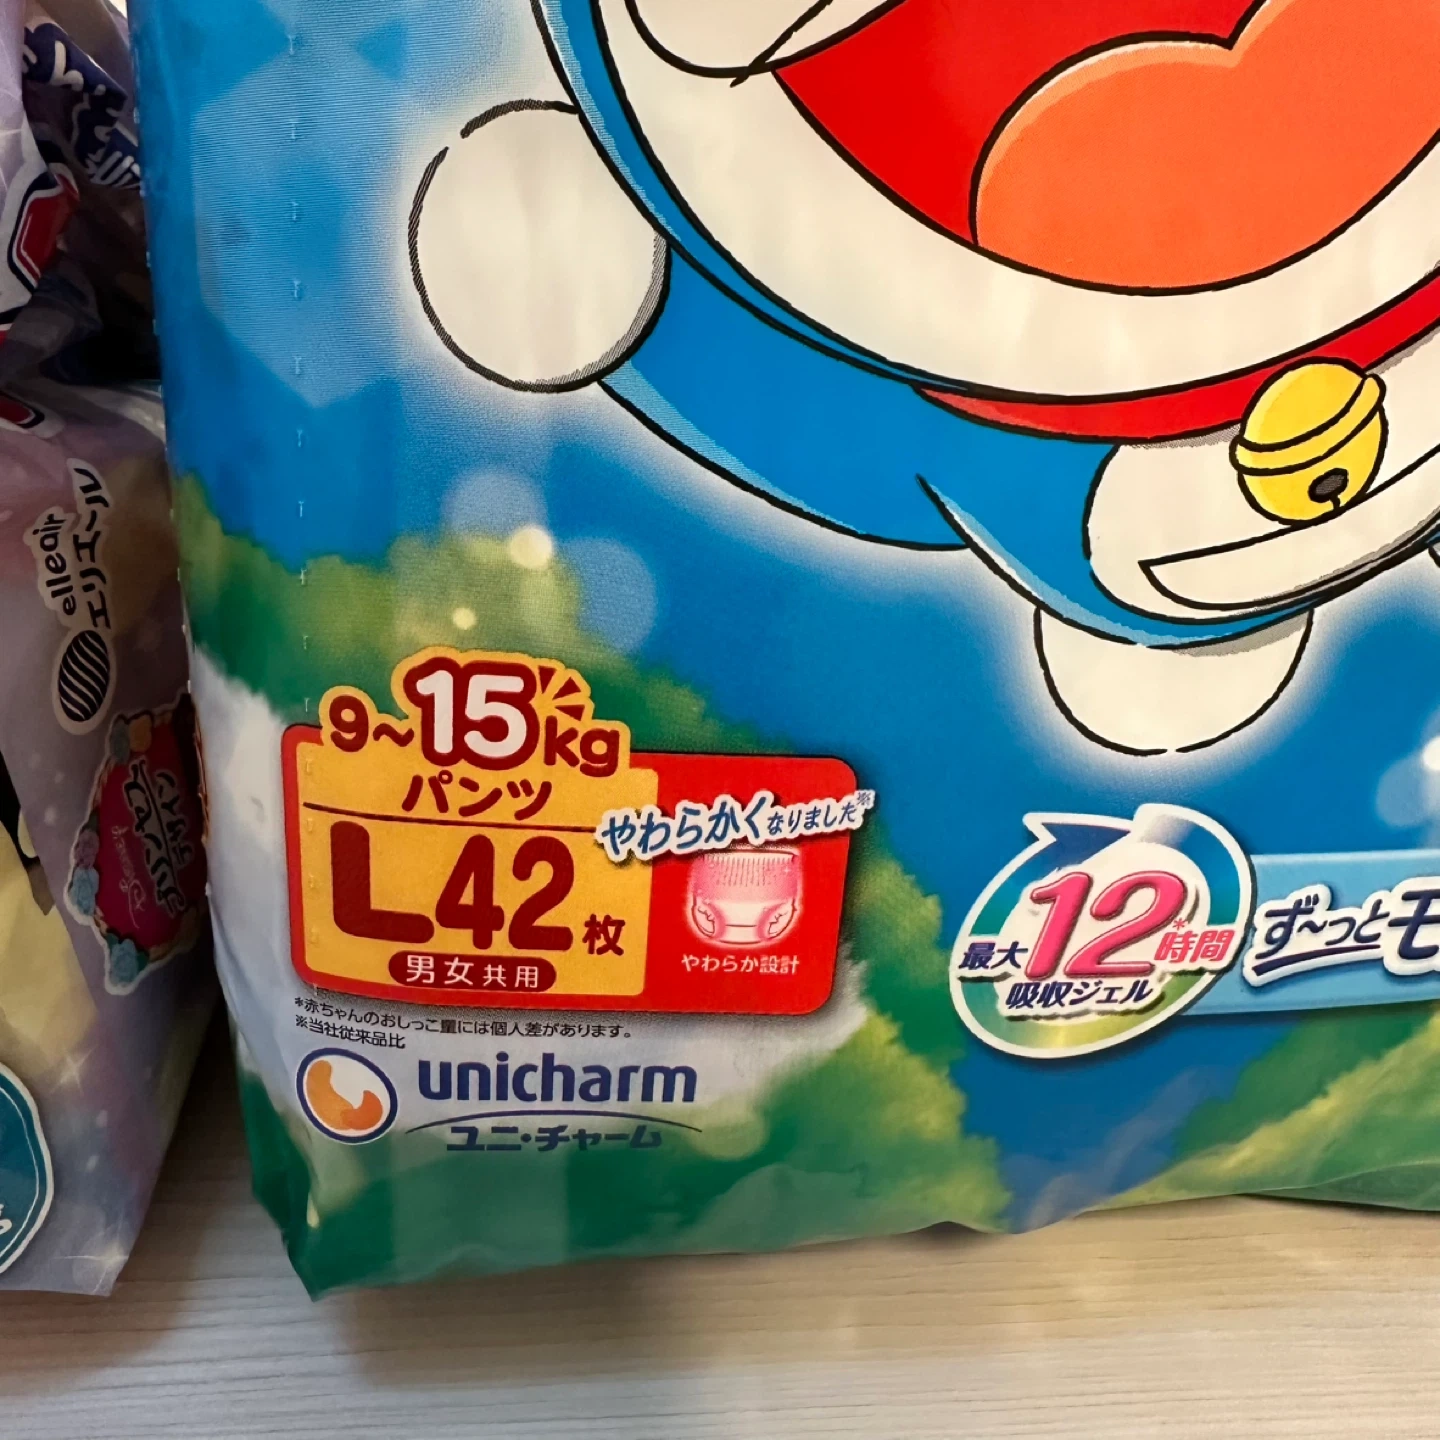 9~15kg
パンツ
L42枚
男女共用
やわらかくなりました※
やわらか設計
*赤ちゃんのおしっこ量には個人差があります。
※当社従来品比
unicharm
ユニ・チャーム
最大12*時間
吸収ジェル
ず〜っとモ
elleair
エリエール